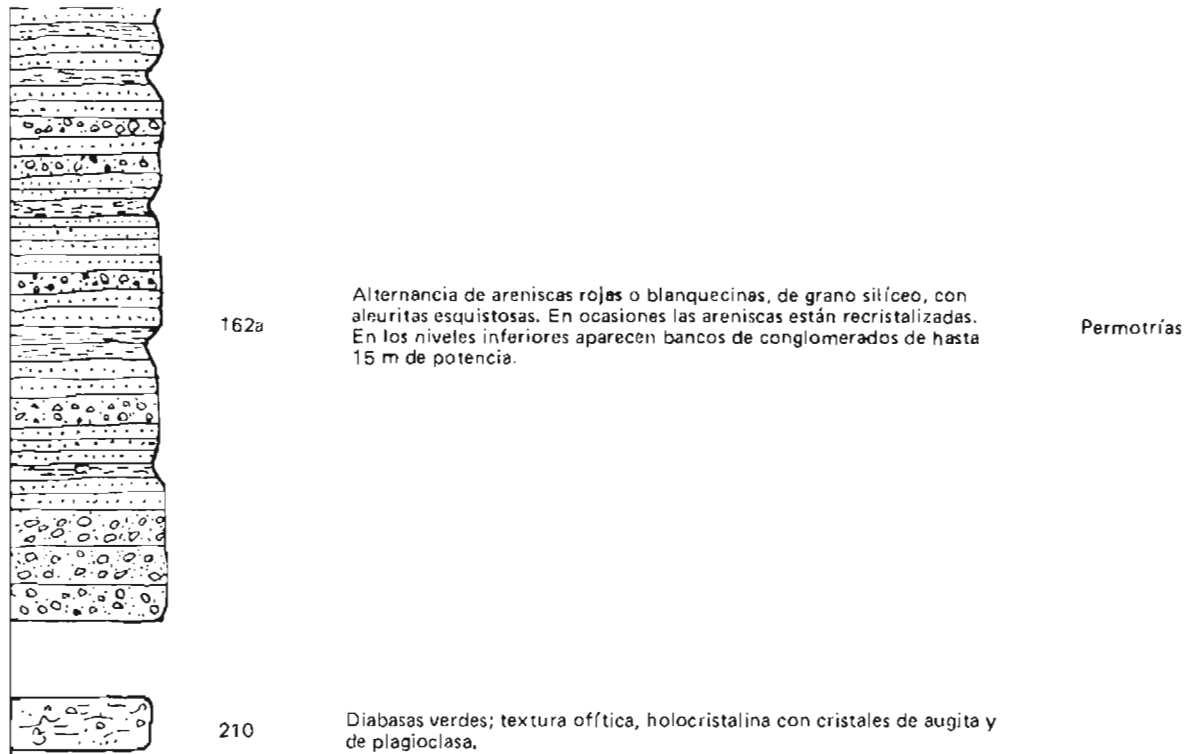 162a
Alternancia de areniscas rojas o blanquecinas, de grano silíceo, con
aleuritas esquistosas. En ocasiones las areniscas están recristalizadas.
En los niveles inferiores aparecen bancos de conglomerados de hasta
15 m de potencia.
Permotrías
210
Diabasas verdes; textura ofítica, holocristalina con cristales de augita y
de plagioclasa.